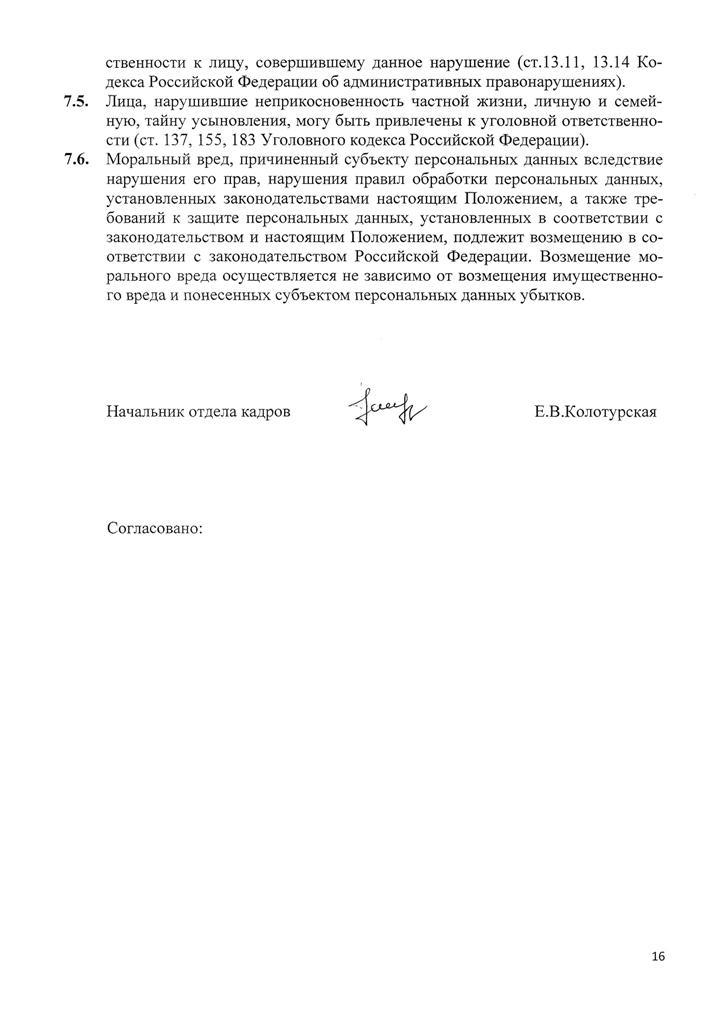 ственности к лицу, совершившему данное нарушение (ст.13.11, 13.14 Ко-
декса Российской Федерации об административных правонарушениях).
7.5. Лица, нарушившие неприкосновенность частной жизни, личную и семей-
ную, тайну усыновления, могу быть привлечены к уголовной ответственно-
сти (ст. 137, 155, 183 Уголовного кодекса Российской Федерации).
7.6. Моральный вред, причиненный субъекту персональных данных вследствие
нарушения его прав, нарушения правил обработки персональных данных,
установленных законодательствами настоящим Положением, а также тре-
бований к защите персональных данных, установленных в соответствии с
законодательством и настоящим Положением, подлежит возмещению в со-
ответствии с законодательством Российской Федерации. Возмещение мо-
рального вреда осуществляется не зависимо от возмещения имущественно-
го вреда и понесенных субъектом персональных данных убытков.
Начальник отдела кадров Е.В.Колотурская
Согласовано:
16